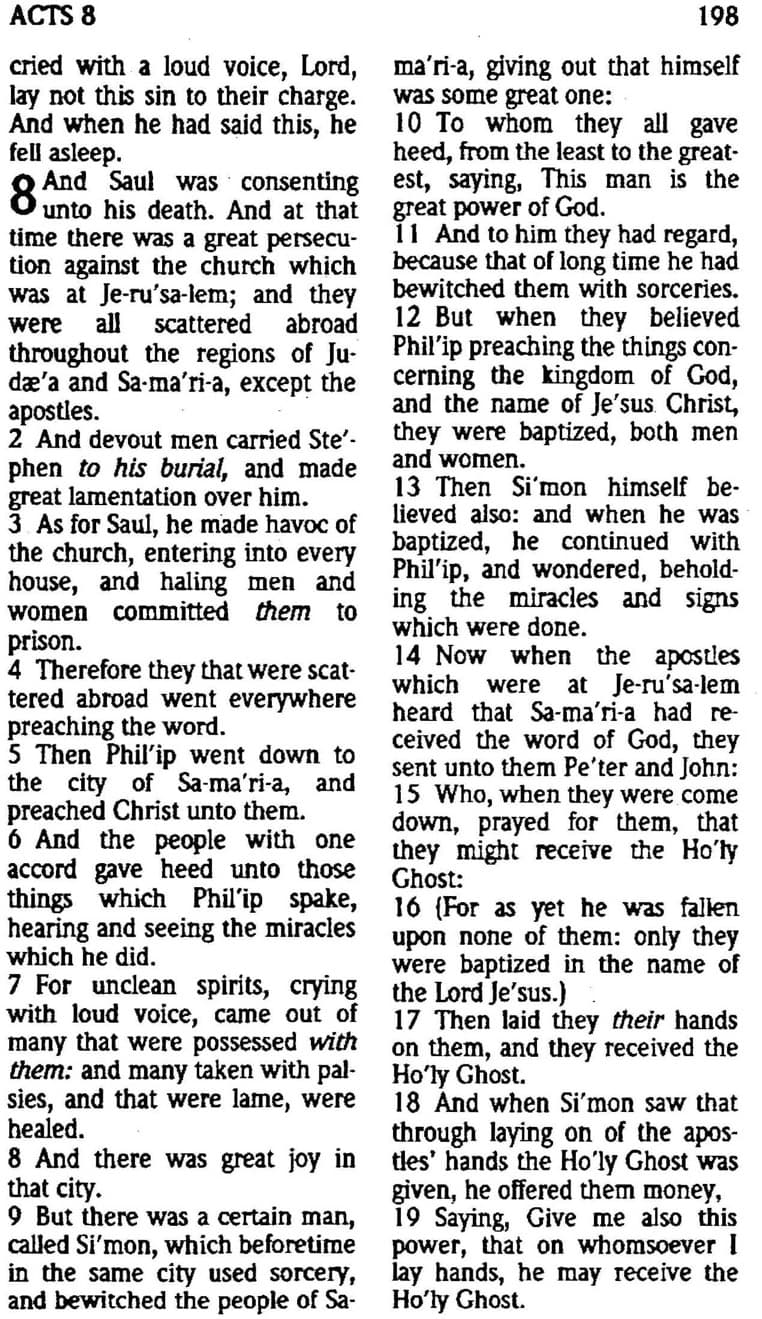 ACTS 8
198
cried with a loud voice, Lord,
lay not this sin to their charge.
And when he had said this, he
fell asleep.
8 And Saul was consenting
unto his death. And at that
time there was a great persecu-
tion against the church which
was at Je-ru'sa-lem; and they
were all scattered abroad
throughout the regions of Ju-
dæ'a and Sa-ma'ri-a, except the
apostles.
2 And devout men carried Ste'-
phen to his burial, and made
great lamentation over him.
3 As for Saul, he made havoc of
the church, entering into every
house, and haling men and
women committed them to
prison.
4 Therefore they that were scat-
tered abroad went everywhere
preaching the word.
5 Then Phil'ip went down to
the city of Sa-ma'ri-a, and
preached Christ unto them.
6 And the people with one
accord gave heed unto those
things which Phil'ip spake,
hearing and seeing the miracles
which he did.
7 For unclean spirits, crying
with loud voice, came out of
many that were possessed with
them: and many taken with pal-
sies, and that were lame, were
healed.
8 And there was great joy in
that city.
9 But there was a certain man,
called Si'mon, which beforetime
in the same city used sorcery,
and bewitched the people of Sa-
ma'ri-a, giving out that himself
was some great one:
10 To whom they all gave
heed, from the least to the great-
est, saying, This man is the
great power of God.
11 And to him they had regard,
because that of long time he had
bewitched them with sorceries.
12 But when they believed
Phil'ip preaching the things con-
cerning the kingdom of God,
and the name of Je'sus Christ,
they were baptized, both men
and women.
13 Then Si'mon himself be-
lieved also: and when he was
baptized, he continued with
Phil'ip, and wondered, behold-
ing the miracles and signs
which were done.
14 Now when the apostles
which were at Je-ru'sa-lem
heard that Sa-ma'ri-a had re-
ceived the word of God, they
sent unto them Pe'ter and John:
15 Who, when they were come
down, prayed for them, that
they might receive the Ho'ly
Ghost:
16 (For as yet he was fallen
upon none of them: only they
were baptized in the name of
the Lord Je'sus.)
17 Then laid they their hands
on them, and they received the
Ho'ly Ghost.
18 And when Si'mon saw that
through laying on of the apos-
tles' hands the Ho'ly Ghost was
given, he offered them money,
19 Saying, Give me also this
power, that on whomsoever I
lay hands, he may receive the
Ho'ly Ghost.